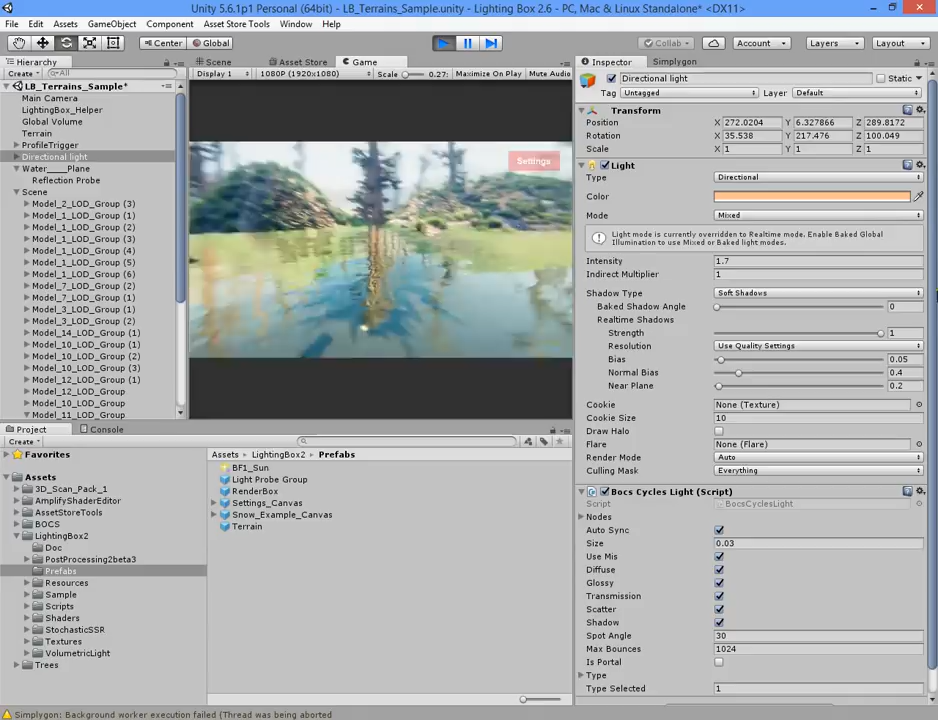 Unity 5.6.1p1 Personal (64bit) - LB_Terrains_Sample.unity - Lighting Box 2.6 - PC, Mac & Linux Standalone* <DX11>
File Edit Assets GameObject Component Asset Store Tools Window Help
Center Global Collab Account Layers Layout
Hierarchy
Create All
LB_Terrains_Sample*
Main Camera
LightingBox_Helper
Global Volume
Terrain
ProfileTrigger
Directional light
Water____Plane
Reflection Probe
Scene
Model_2_LOD_Group (3)
Model_1_LOD_Group (1)
Model_1_LOD_Group (2)
Model_1_LOD_Group (3)
Model_1_LOD_Group (4)
Model_1_LOD_Group (5)
Model_1_LOD_Group (6)
Model_7_LOD_Group (2)
Model_7_LOD_Group (1)
Model_3_LOD_Group (1)
Model_3_LOD_Group (2)
Model_14_LOD_Group (1)
Model_10_LOD_Group (1)
Model_10_LOD_Group (2)
Model_10_LOD_Group (3)
Model_12_LOD_Group (1)
Model_12_LOD_Group
Model_10_LOD_Group
Model_11_LOD_Group
Scene Asset Store Game
Display 1 1080P (1920x1080) Scale 0.27: Maximize On Play Mute Audio
Settings
Project Console
Create
Favorites
Assets
3D_Scan_Pack_1
AmplifyShaderEditor
AssetStoreTools
BOCS
LightingBox2
Doc
PostProcessing2beta3
Prefabs
Resources
Sample
Scripts
Shaders
StochasticSSR
Textures
VolumetricLight
Trees
Assets LightingBox2 Prefabs
BF1_Sun
Light Probe Group
RenderBox
Settings_Canvas
Snow_Example_Canvas
Terrain
Inspector Simplygon
Directional light Static
Tag Untagged Layer Default
Transform
Position X 272.0204 Y 6.327866 Z 289.8172
Rotation X 35.538 Y 217.476 Z 100.049
Scale X 1 Y 1 Z 1
Light
Type Directional
Color
Mode Mixed
Light mode is currently overridden to Realtime mode. Enable Baked Global
Illumination to use Mixed or Baked light modes.
Intensity 1.7
Indirect Multiplier 1
Shadow Type Soft Shadows
Baked Shadow Angle 0
Realtime Shadows
Strength 1
Resolution Use Quality Settings
Bias 0.05
Normal Bias 0.4
Near Plane 0.2
Cookie None (Texture)
Cookie Size 10
Draw Halo
Flare None (Flare)
Render Mode Auto
Culling Mask Everything
Bocs Cycles Light (Script)
Script BocsCyclesLight
Nodes
Auto Sync
Size 0.03
Use Mis
Diffuse
Glossy
Transmission
Scatter
Shadow
Spot Angle 30
Max Bounces 1024
Is Portal
Type
Type Selected 1
Simplygon: Background worker execution failed (Thread was being aborted